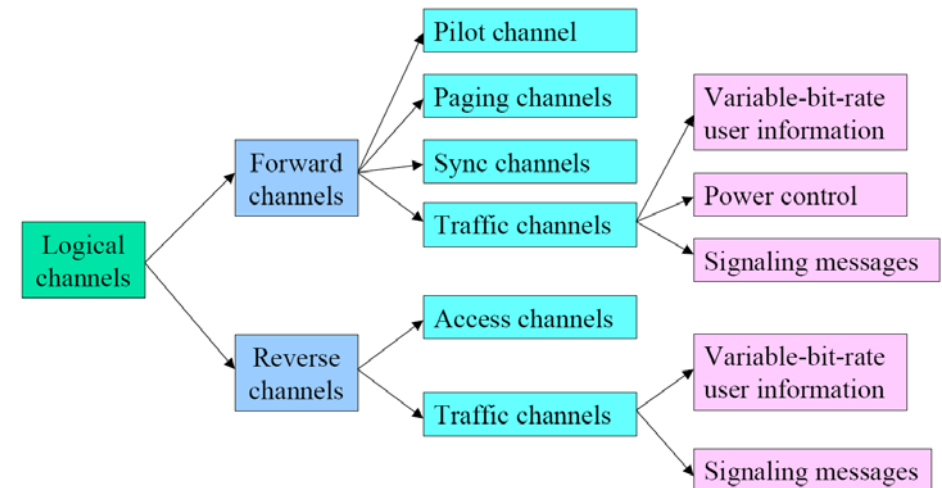 Pilot channel
Paging channels
Variable-bit-rate
user information
Forward
channels
Sync channels
Power control
Traffic channels
Logical
channels
Signaling messages
Access channels
Reverse
channels
Variable-bit-rate
user information
Traffic channels
Signaling messages